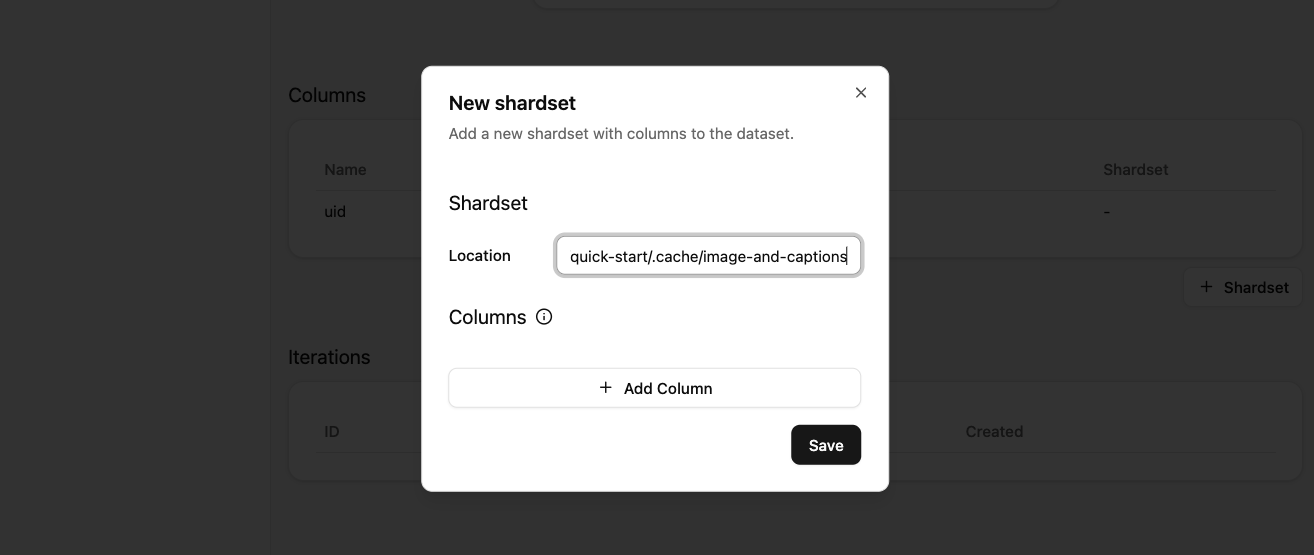 New shardset
Add a new shardset with columns to the dataset.
Shardset
Location quick-start/.cache/image-and-captions
Columns
+ Add Column
Save
Columns
Name Shardset
uid -
+ Shardset
Iterations
ID Created